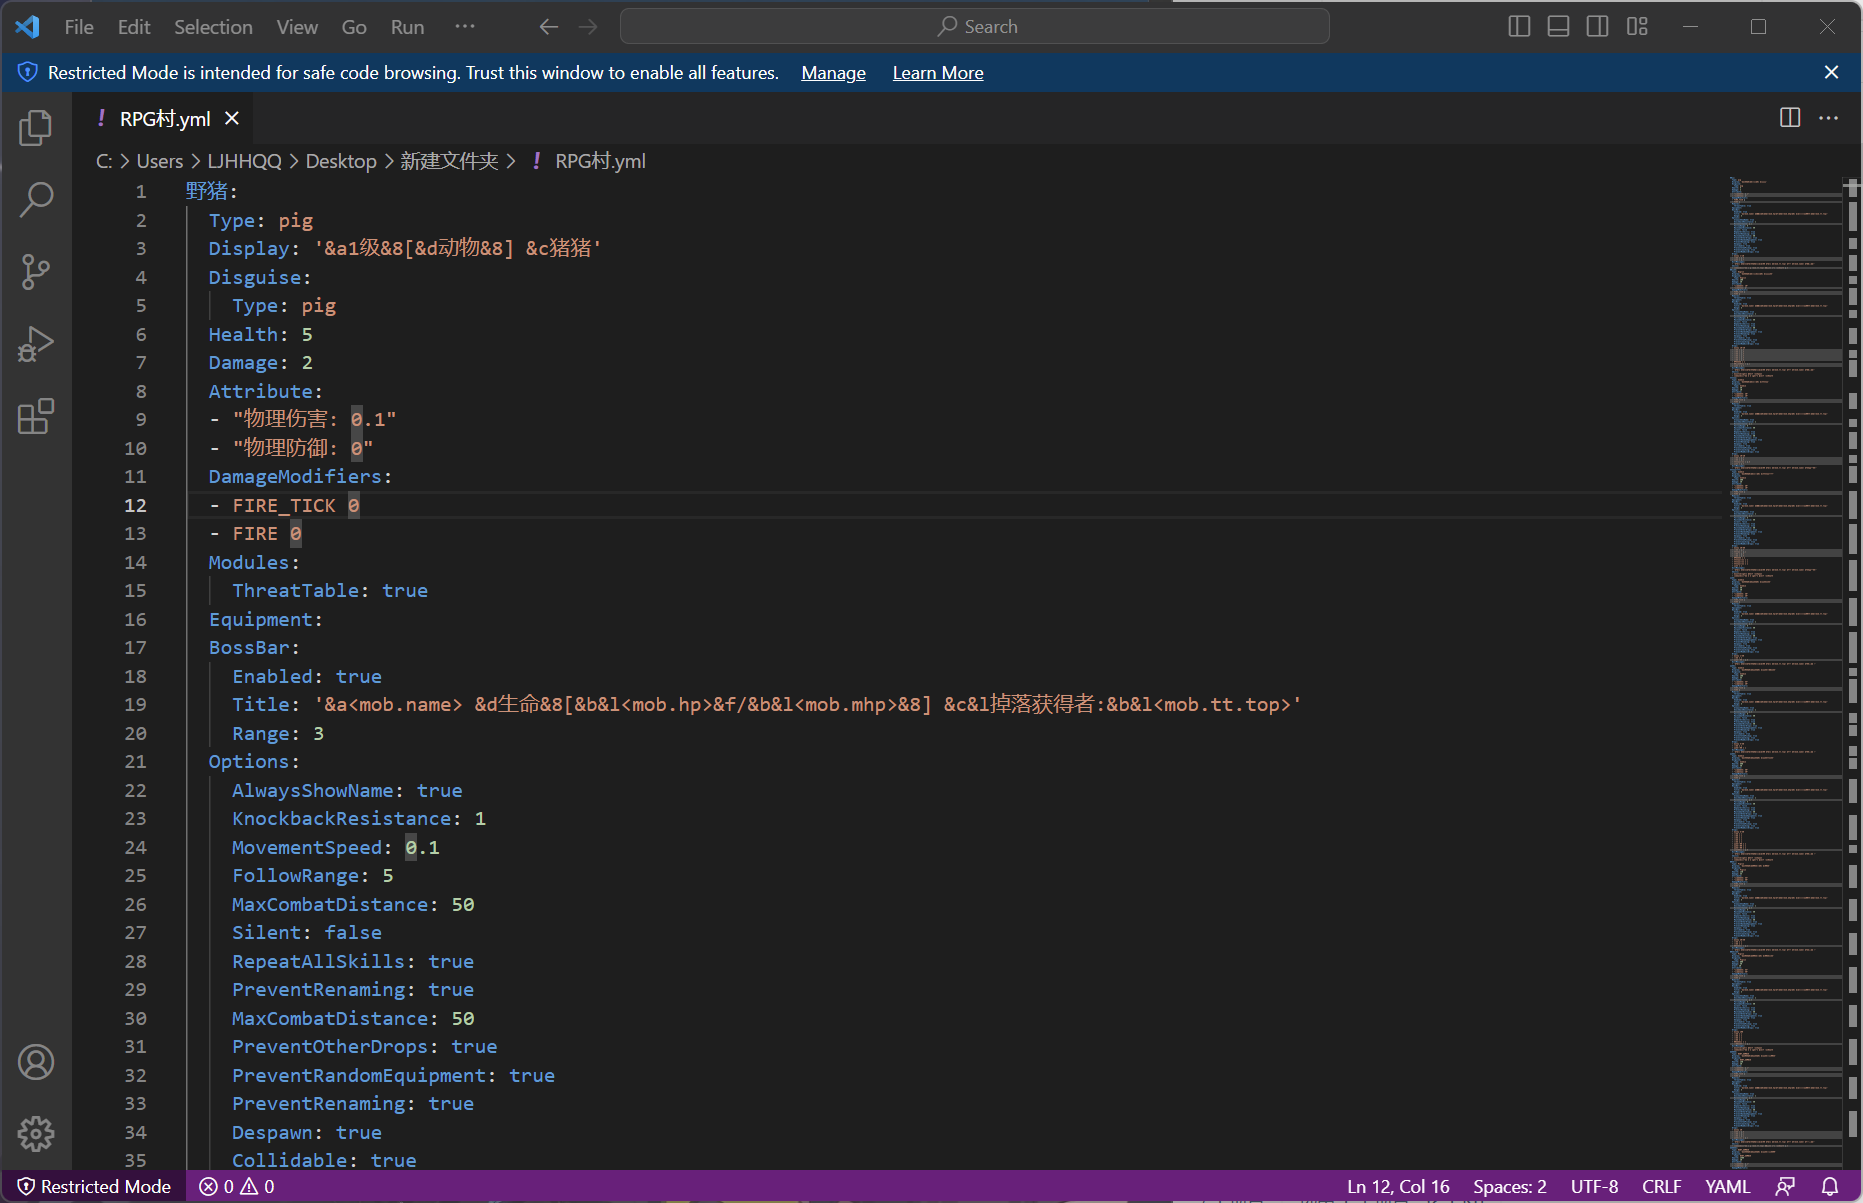 File Edit Selection View Go Run ··· Search
Restricted Mode is intended for safe code browsing. Trust this window to enable all features. Manage Learn More
! RPG村.yml
C: > Users > LJHHQQ > Desktop > 新建文件夹 > ! RPG村.yml
1 野猪:
2 Type: pig
3 Display: '&a1级&8[&d动物&8] &c猪猪'
4 Disguise:
5 Type: pig
6 Health: 5
7 Damage: 2
8 Attribute:
9 - "物理伤害: 0.1"
10 - "物理防御: 0"
11 DamageModifiers:
12 - FIRE_TICK 0
13 - FIRE 0
14 Modules:
15 ThreatTable: true
16 Equipment:
17 BossBar:
18 Enabled: true
19 Title: '&a<mob.name> &d生命&8[&b&l<mob.hp>&f/&b&l<mob.mhp>&8] &c&l掉落获得者:&b&l<mob.tt.top>'
20 Range: 3
21 Options:
22 AlwaysShowName: true
23 KnockbackResistance: 1
24 MovementSpeed: 0.1
25 FollowRange: 5
26 MaxCombatDistance: 50
27 Silent: false
28 RepeatAllSkills: true
29 PreventRenaming: true
30 MaxCombatDistance: 50
31 PreventOtherDrops: true
32 PreventRandomEquipment: true
33 PreventRenaming: true
34 Despawn: true
35 Collidable: true
Restricted Mode 0 0 Ln 12, Col 16 Spaces: 2 UTF-8 CRLF YAML